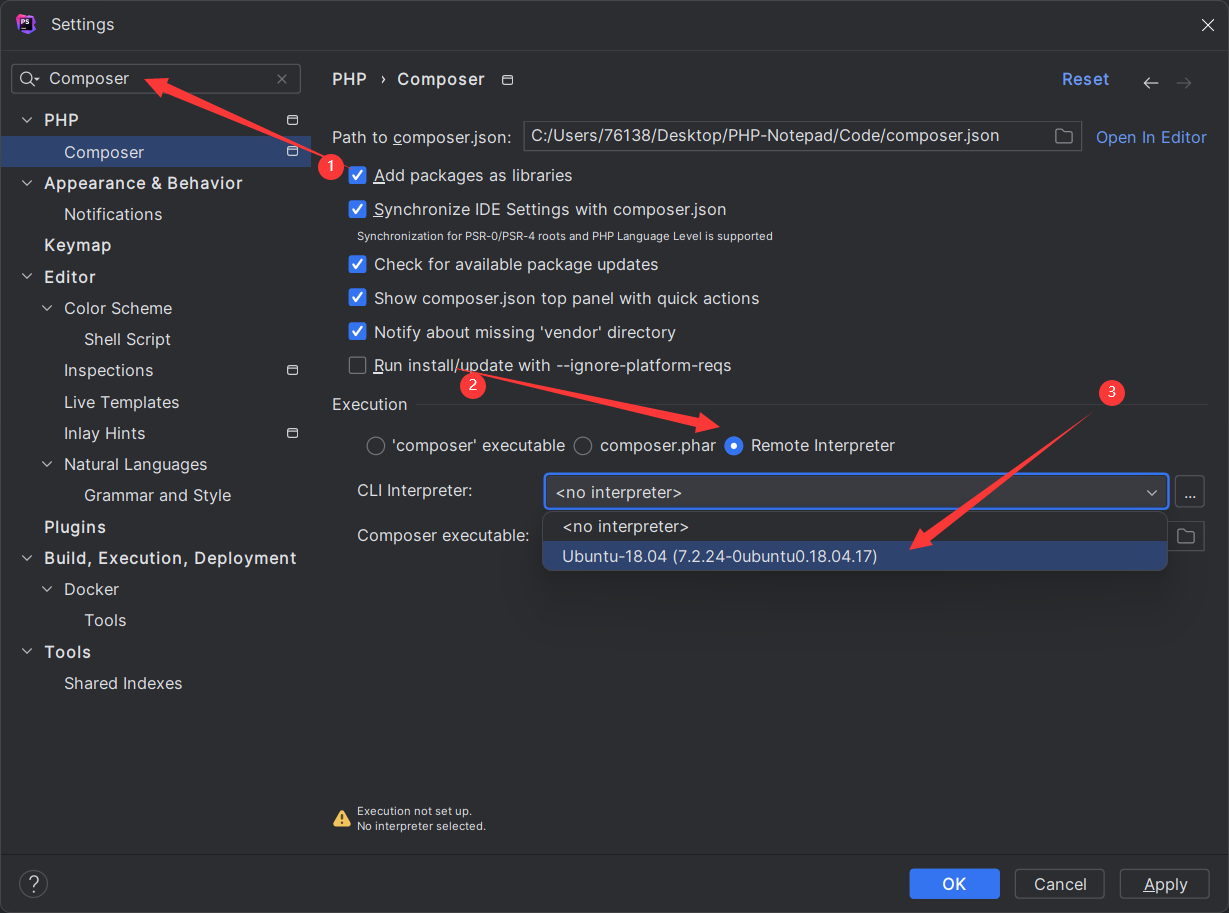 Settings
Composer
PHP
Composer
Appearance & Behavior
Notifications
Keymap
Editor
Color Scheme
Shell Script
Inspections
Live Templates
Inlay Hints
Natural Languages
Grammar and Style
Plugins
Build, Execution, Deployment
Docker
Tools
Tools
Shared Indexes
PHP › Composer
Reset
Path to composer.json: C:/Users/76138/Desktop/PHP-Notepad/Code/composer.json Open In Editor
1
Add packages as libraries
Synchronize IDE Settings with composer.json
Synchronization for PSR-0/PSR-4 roots and PHP Language Level is supported
Check for available package updates
Show composer.json top panel with quick actions
Notify about missing 'vendor' directory
Run install/update with --ignore-platform-reqs
2
3
Execution
'composer' executable composer.phar Remote Interpreter
CLI Interpreter: <no interpreter> ...
<no interpreter>
Composer executable:
Ubuntu-18.04 (7.2.24-0ubuntu0.18.04.17)
Execution not set up.
No interpreter selected.
?
OK Cancel Apply